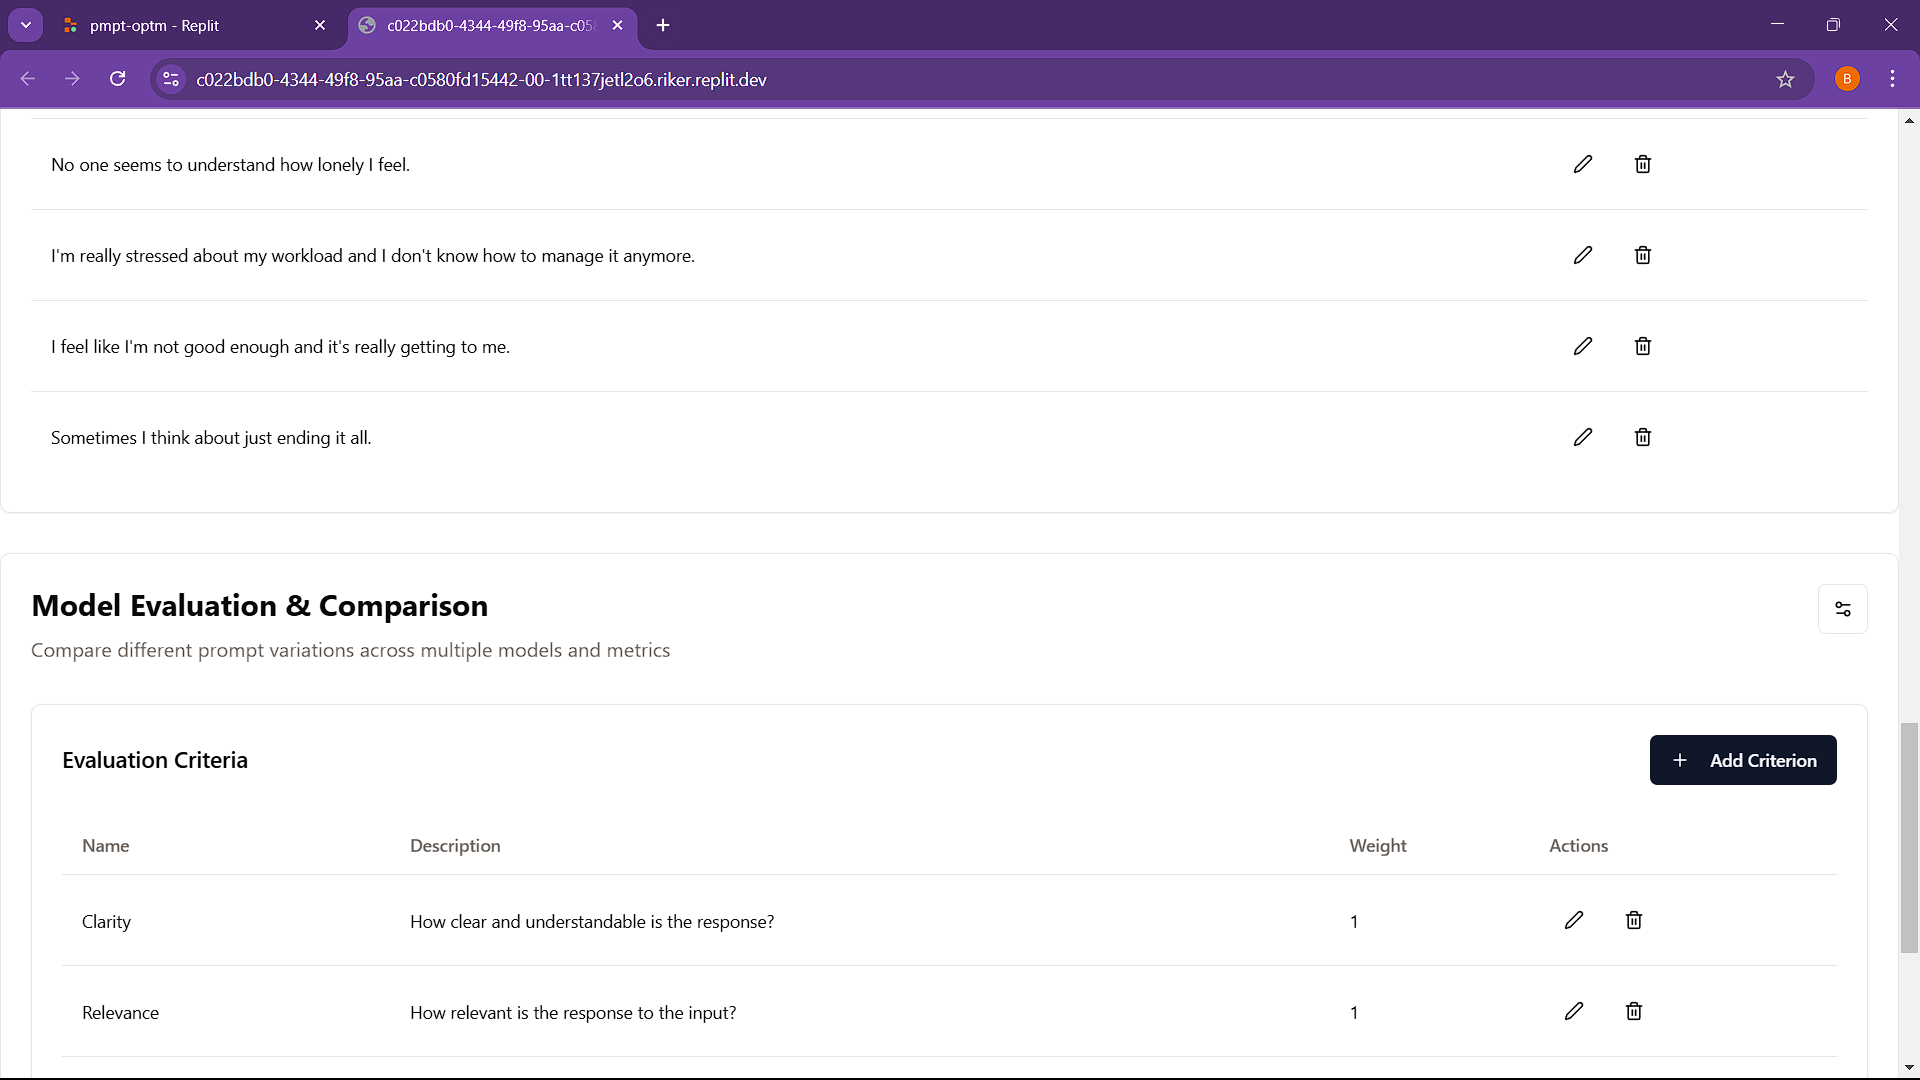 pmpt-optm - Replit
c022bdb0-4344-49f8-95aa-c05
c022bdb0-4344-49f8-95aa-c0580fd15442-00-1tt137jetl2o6.riker.replit.dev
B
No one seems to understand how lonely I feel.
I'm really stressed about my workload and I don't know how to manage it anymore.
I feel like I'm not good enough and it's really getting to me.
Sometimes I think about just ending it all.
Model Evaluation & Comparison
Compare different prompt variations across multiple models and metrics
Evaluation Criteria
Add Criterion
Name Description Weight Actions
Clarity How clear and understandable is the response? 1
Relevance How relevant is the response to the input? 1